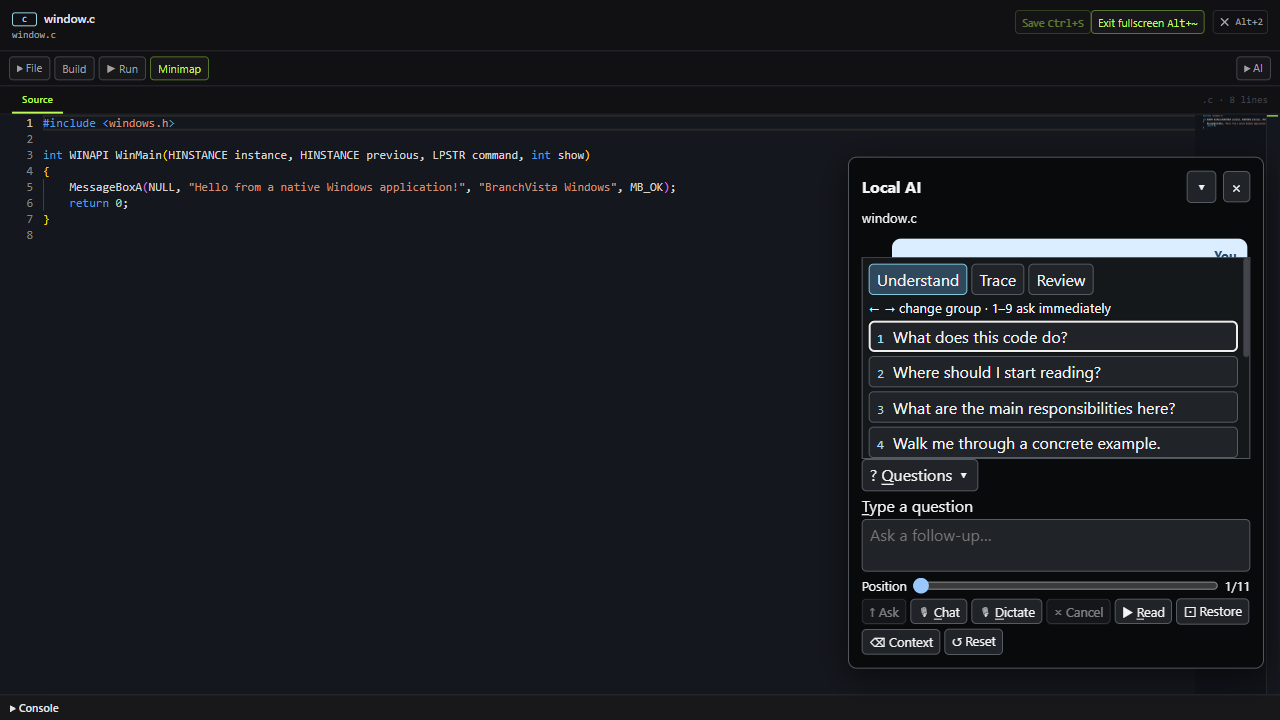 C window.c
window.c
Save Ctrl+S Exit fullscreen Alt+~ × Alt+2
▶ File Build ▶ Run Minimap ▶ AI
Source .c · 8 lines
1 #include <windows.h>
2
3 int WINAPI WinMain(HINSTANCE instance, HINSTANCE previous, LPSTR command, int show)
4 {
5 MessageBoxA(NULL, "Hello from a native Windows application!", "BranchVista Windows", MB_OK);
6 return 0;
7 }
8
Local AI ▼ ×
window.c
You
Understand Trace Review
← → change group · 1–9 ask immediately
1 What does this code do?
2 Where should I start reading?
3 What are the main responsibilities here?
4 Walk me through a concrete example.
? Questions ▼
Type a question
Ask a follow-up...
Position 1/11
↑ Ask 🎙 Chat 🎙 Dictate × Cancel ▶ Read ⊡ Restore
⌫ Context ↺ Reset
▶ Console